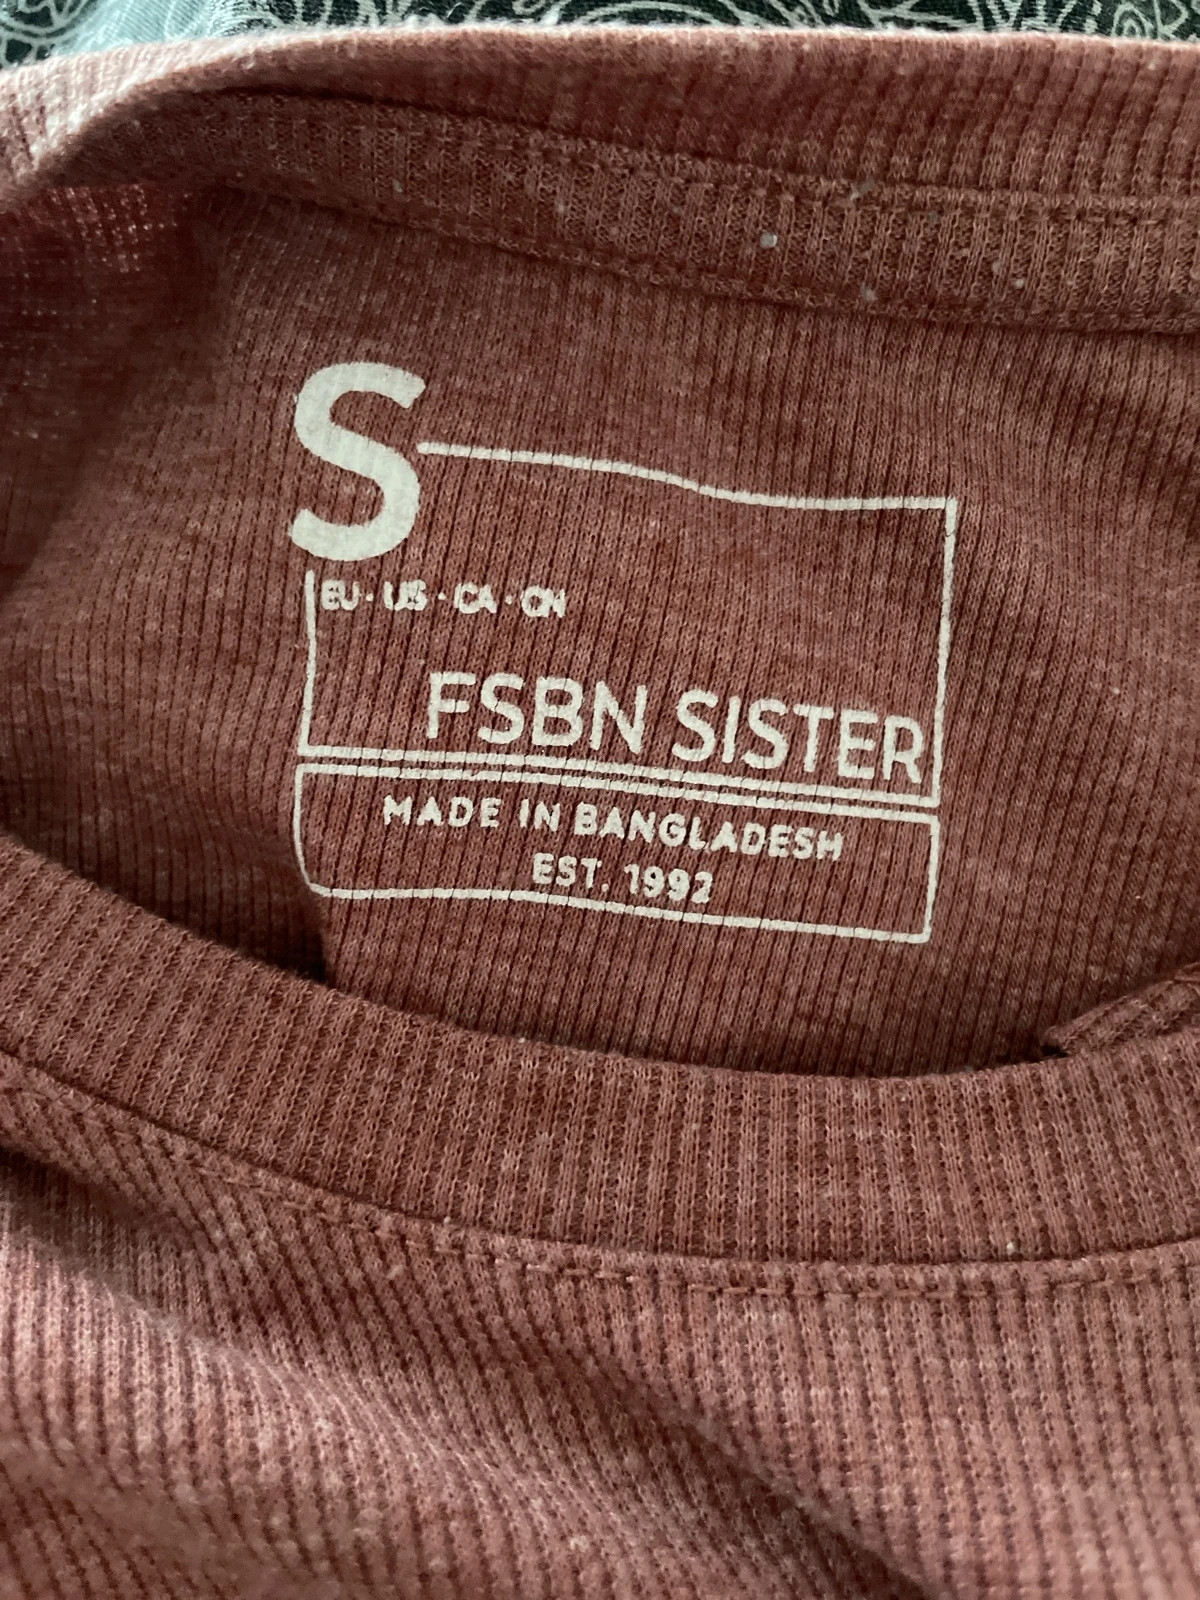 S
EU · US · CA · CN
FSBN SISTER
MADE IN BANGLADESH
EST. 1992